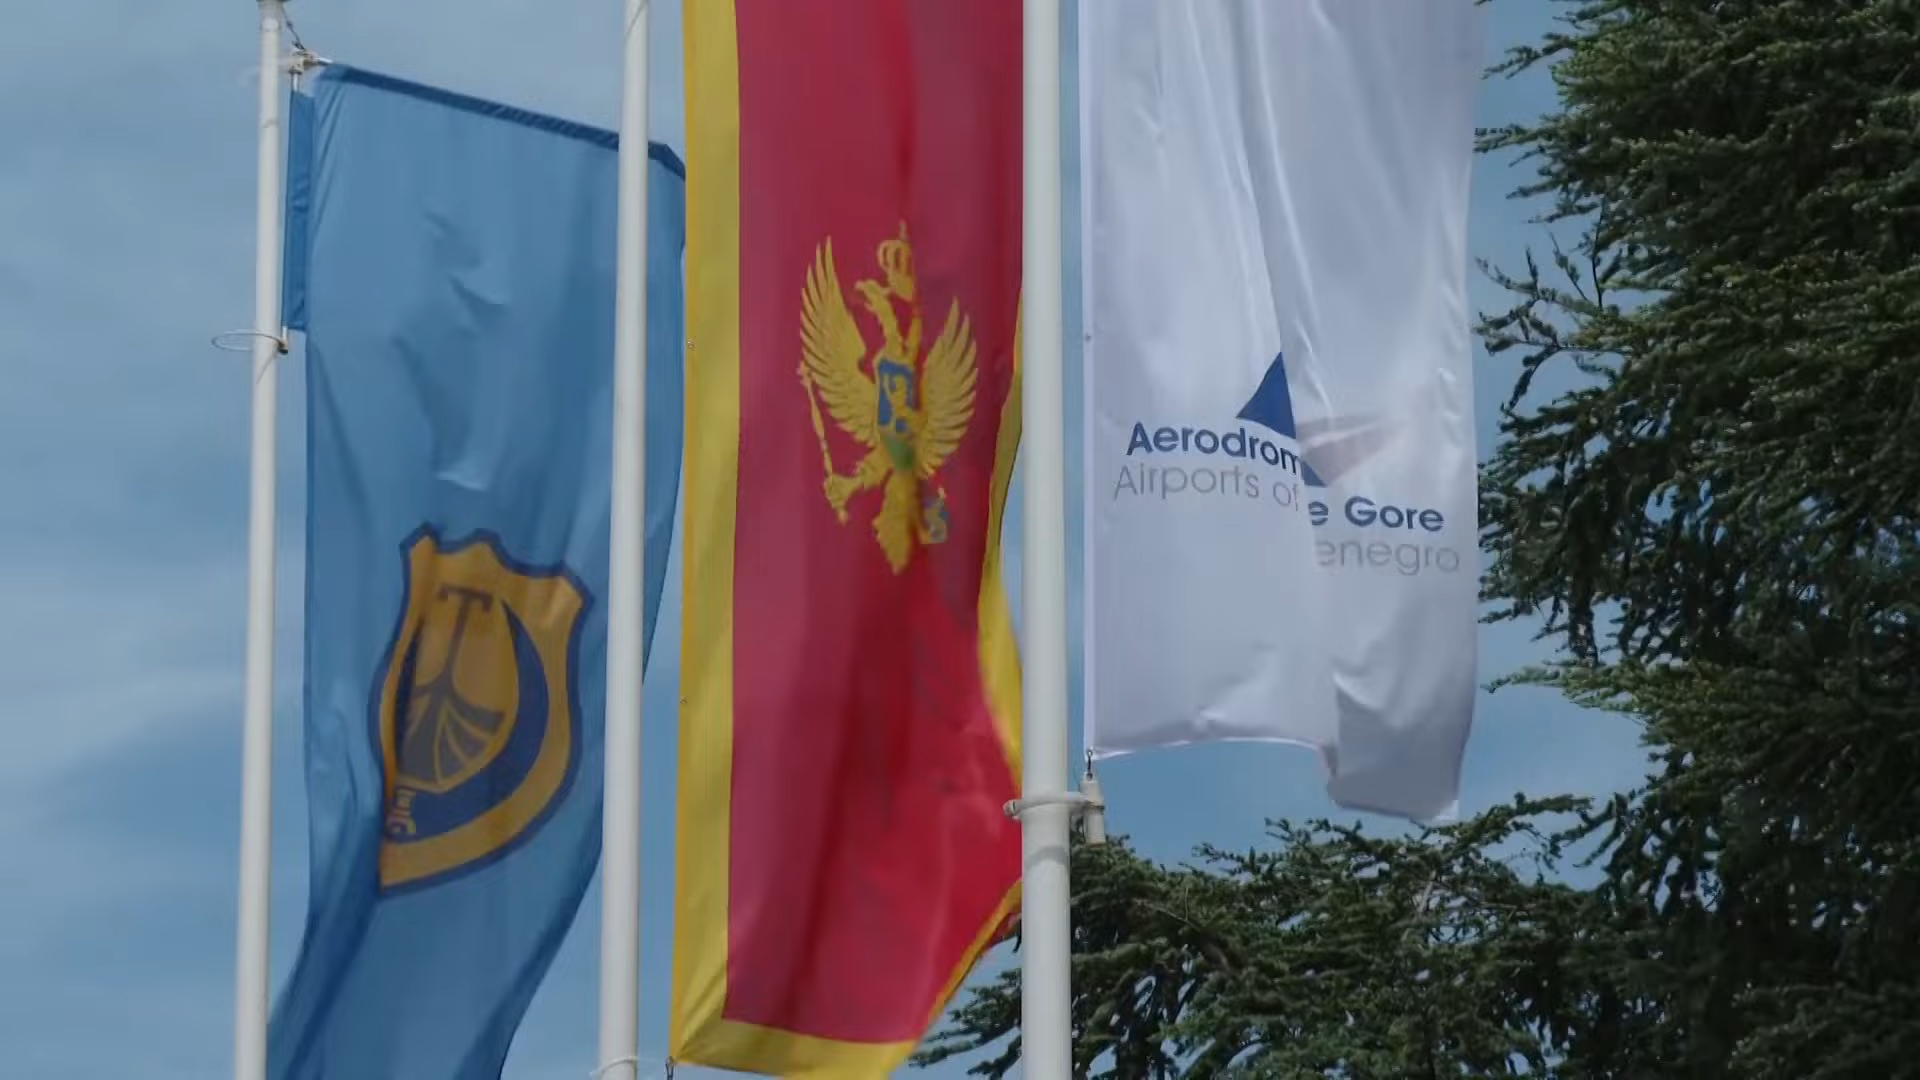 T
Aerodrom
e Gore
Airports of
enegro